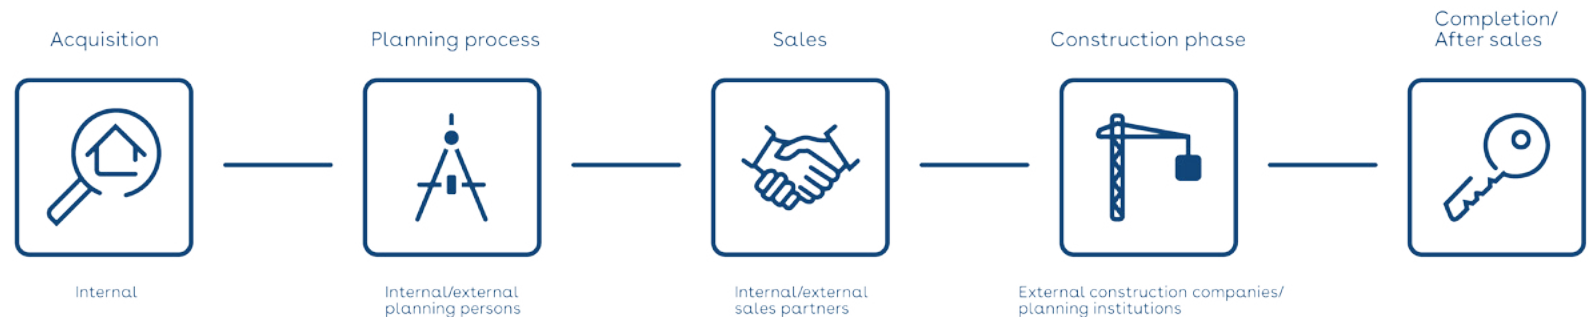 Acquisition
Planning process
Sales
Construction phase
Completion/
After sales
Internal
Internal/external
planning persons
Internal/external
sales partners
External construction companies/
planning institutions